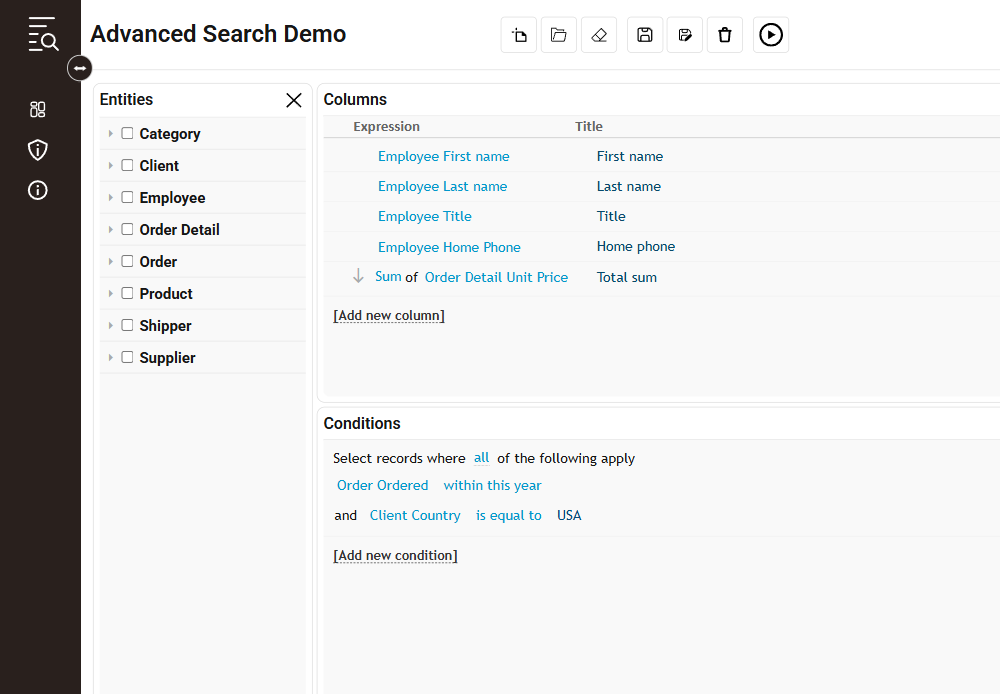 Advanced Search Demo
Entities
Category
Client
Employee
Order Detail
Order
Product
Shipper
Supplier
Columns
Expression Title
Employee First name First name
Employee Last name Last name
Employee Title Title
Employee Home Phone Home phone
Sum of Order Detail Unit Price Total sum
[Add new column]
Conditions
Select records where all of the following apply
Order Ordered within this year
and Client Country is equal to USA
[Add new condition]